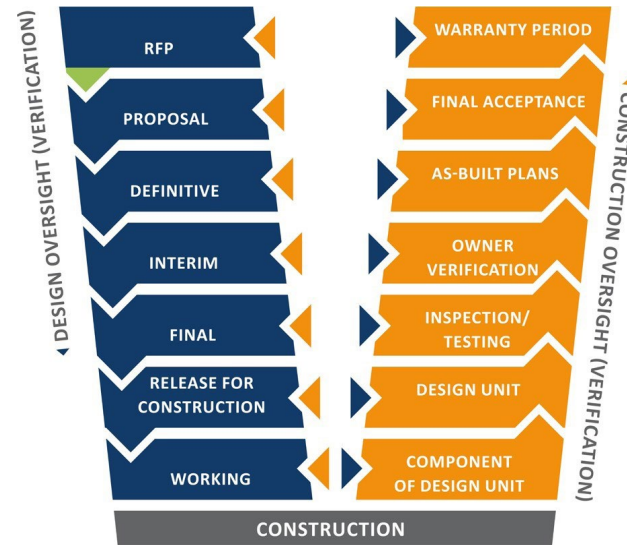 DESIGN OVERSIGHT (VERIFICATION)
RFP
PROPOSAL
DEFINITIVE
INTERIM
FINAL
RELEASE FOR
CONSTRUCTION
WORKING
WARRANTY PERIOD
FINAL ACCEPTANCE
AS-BUILT PLANS
OWNER
VERIFICATION
INSPECTION/
TESTING
DESIGN UNIT
COMPONENT
OF DESIGN UNIT
CONSTRUCTION OVERSIGHT (VERIFICATION)
CONSTRUCTION